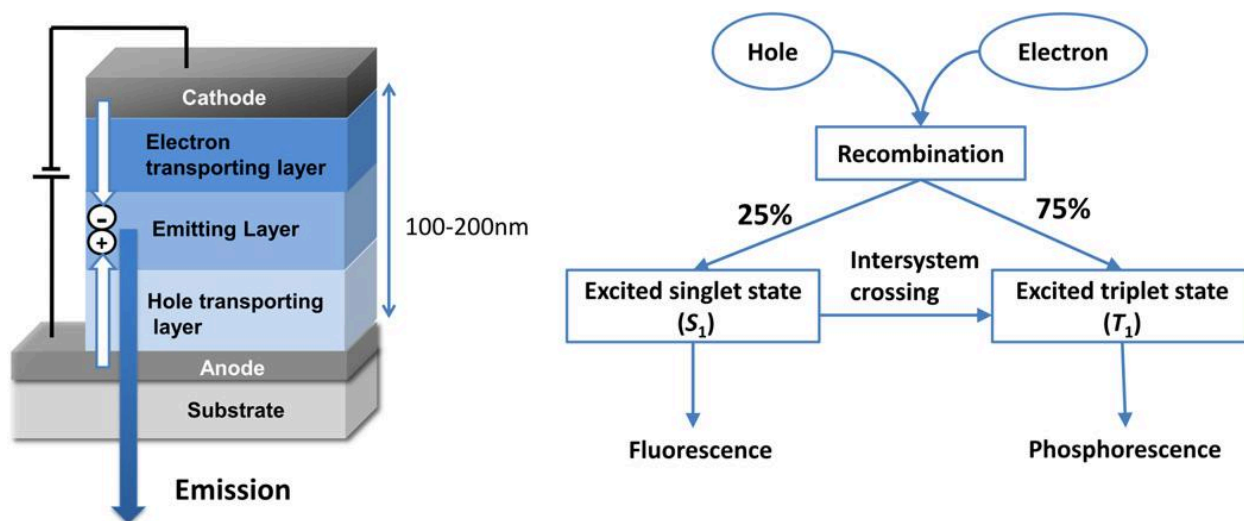 Cathode
Electron
transporting layer
-
+
Emitting Layer
Hole transporting
layer
Anode
Substrate
Emission
100-200nm
Hole
Electron
Recombination
25%
75%
Intersystem
crossing
Excited singlet state
(S₁)
Excited triplet state
(T₁)
Fluorescence
Phosphorescence